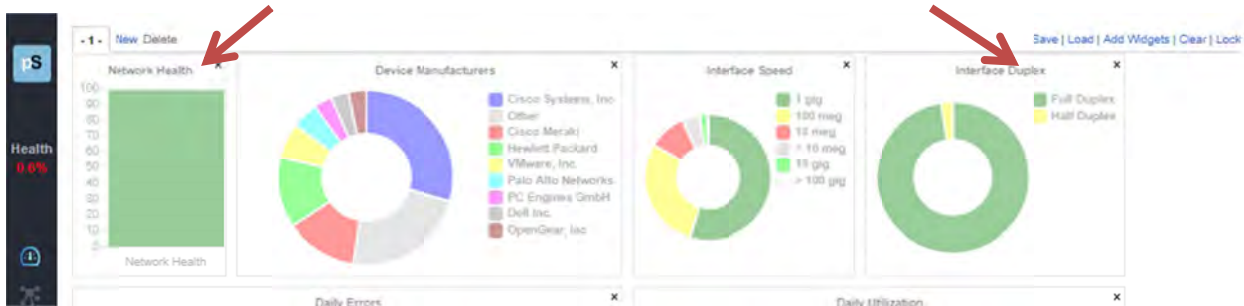 - 1 - New Delete
Save | Load | Add Widgets | Clear | Lock
pS
Health
0.0%
Network Health x
100
90
80
70
60
50
40
30
20
10
0
Network Health
Device Manufacturers x
Cisco Systems, Inc
Other
Cisco Meraki
Hewlett Packard
VMware, Inc.
Palo Alto Networks
PC Engines GmbH
Dell Inc.
OpenGear, Inc
Interface Speed x
1 gig
100 meg
10 meg
< 10 meg
10 gig
> 100 gig
Interface Duplex x
Full Duplex
Half Duplex
Daily Errors x
Daily Utilization x